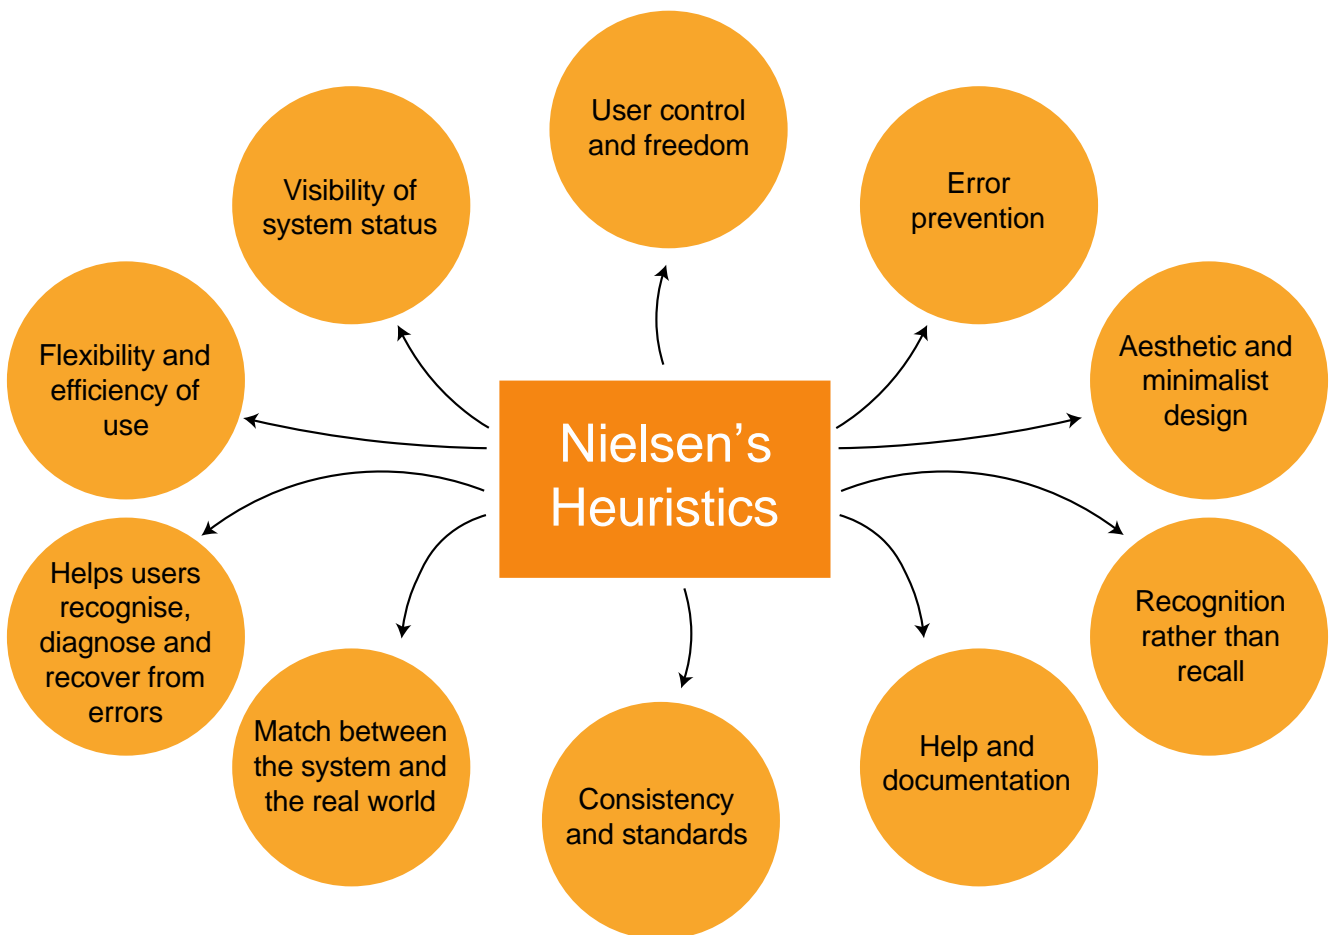 User control
and freedom
Visibility of
system status
Error
prevention
Flexibility and
efficiency of
use
Aesthetic and
minimalist
design
Nielsen’s
Heuristics
Helps users
recognise,
diagnose and
recover from
errors
Recognition
rather than
recall
Match between
the system and
the real world
Help and
documentation
Consistency
and standards